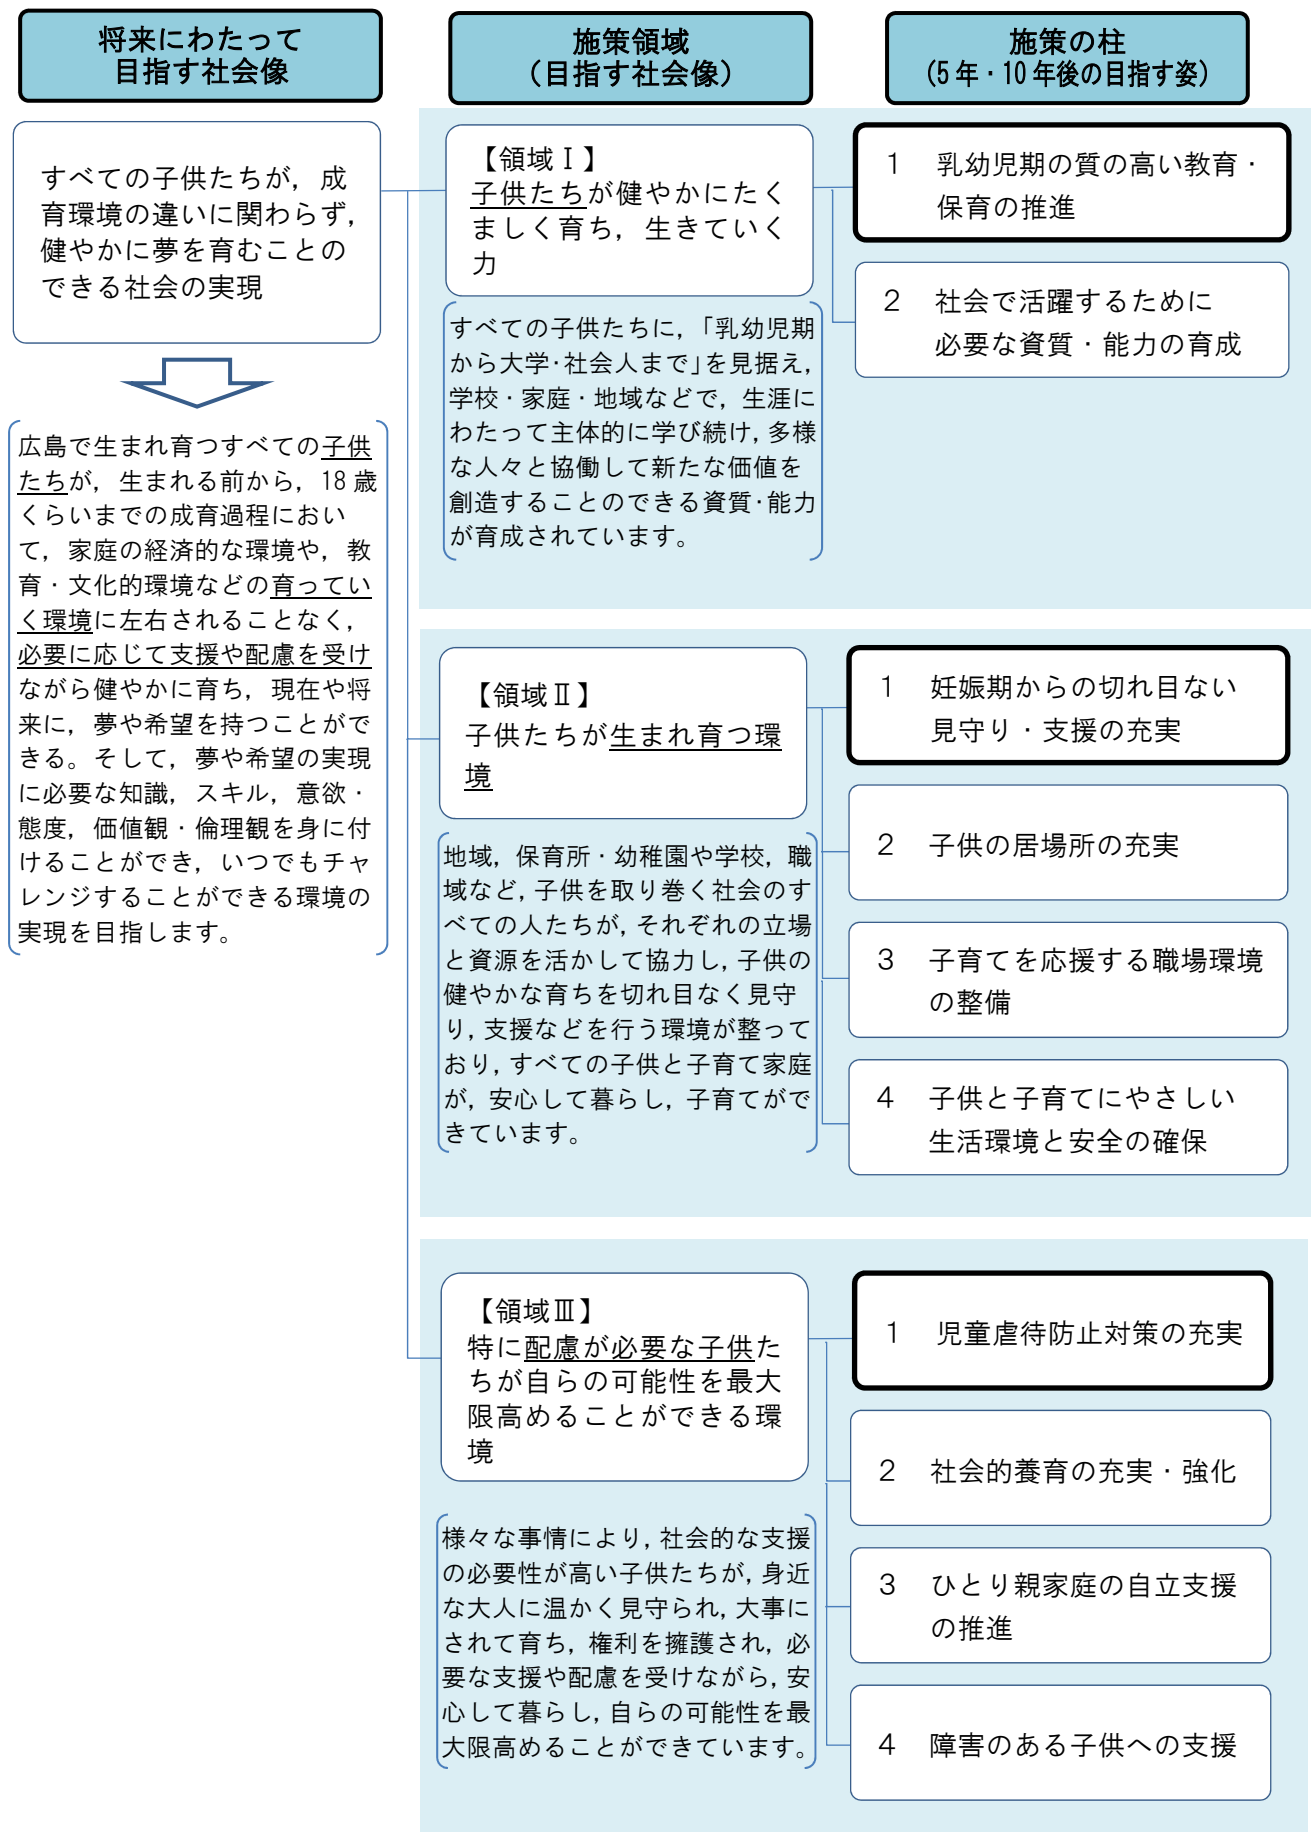 将来にわたって
目指す社会像
施策領域
（目指す社会像）
施策の柱
（５年・10年後の目指す姿）
すべての子供たちが，成
育環境の違いに関わらず，
健やかに夢を育むことの
できる社会の実現
広島で生まれ育つすべての子供
たちが，生まれる前から，18歳
くらいまでの成育過程におい
て，家庭の経済的な環境や，教
育・文化的環境などの育ってい
く環境に左右されることなく，
必要に応じて支援や配慮を受け
ながら健やかに育ち，現在や将
来に，夢や希望を持つことがで
きる。そして，夢や希望の実現
に必要な知識，スキル，意欲・
態度，価値観・倫理観を身に付
けることができ，いつでもチャ
レンジすることができる環境の
実現を目指します。
【領域Ⅰ】
子供たちが健やかにたく
ましく育ち，生きていく
力
すべての子供たちに，「乳幼児期
から大学・社会人まで」を見据え，
学校・家庭・地域などで，生涯に
わたって主体的に学び続け，多様
な人々と協働して新たな価値を
創造することのできる資質・能力
が育成されています。
１　乳幼児期の質の高い教育・
保育の推進
２　社会で活躍するために
必要な資質・能力の育成
【領域Ⅱ】
子供たちが生まれ育つ環
境
地域，保育所・幼稚園や学校，職
域など，子供を取り巻く社会のす
べての人たちが，それぞれの立場
と資源を活かして協力し，子供の
健やかな育ちを切れ目なく見守
り，支援などを行う環境が整って
おり，すべての子供と子育て家庭
が，安心して暮らし，子育てがで
きています。
１　妊娠期からの切れ目ない
見守り・支援の充実
２　子供の居場所の充実
３　子育てを応援する職場環境
の整備
４　子供と子育てにやさしい
生活環境と安全の確保
【領域Ⅲ】
特に配慮が必要な子供た
ちが自らの可能性を最大
限高めることができる環
境
様々な事情により，社会的な支援
の必要性が高い子供たちが，身近
な大人に温かく見守られ，大事に
されて育ち，権利を擁護され，必
要な支援や配慮を受けながら，安
心して暮らし，自らの可能性を最
大限高めることができています。
１　児童虐待防止対策の充実
２　社会的養育の充実・強化
３　ひとり親家庭の自立支援
の推進
４　障害のある子供への支援